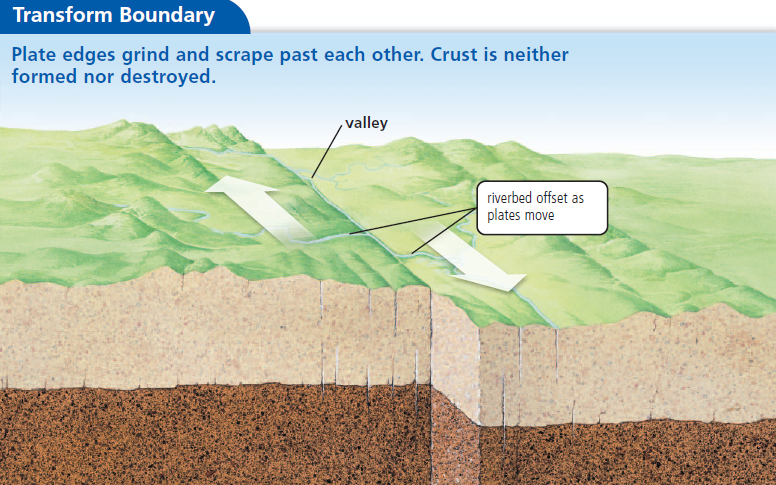 Transform Boundary
Plate edges grind and scrape past each other. Crust is neither
formed nor destroyed.
valley
riverbed offset as
plates move